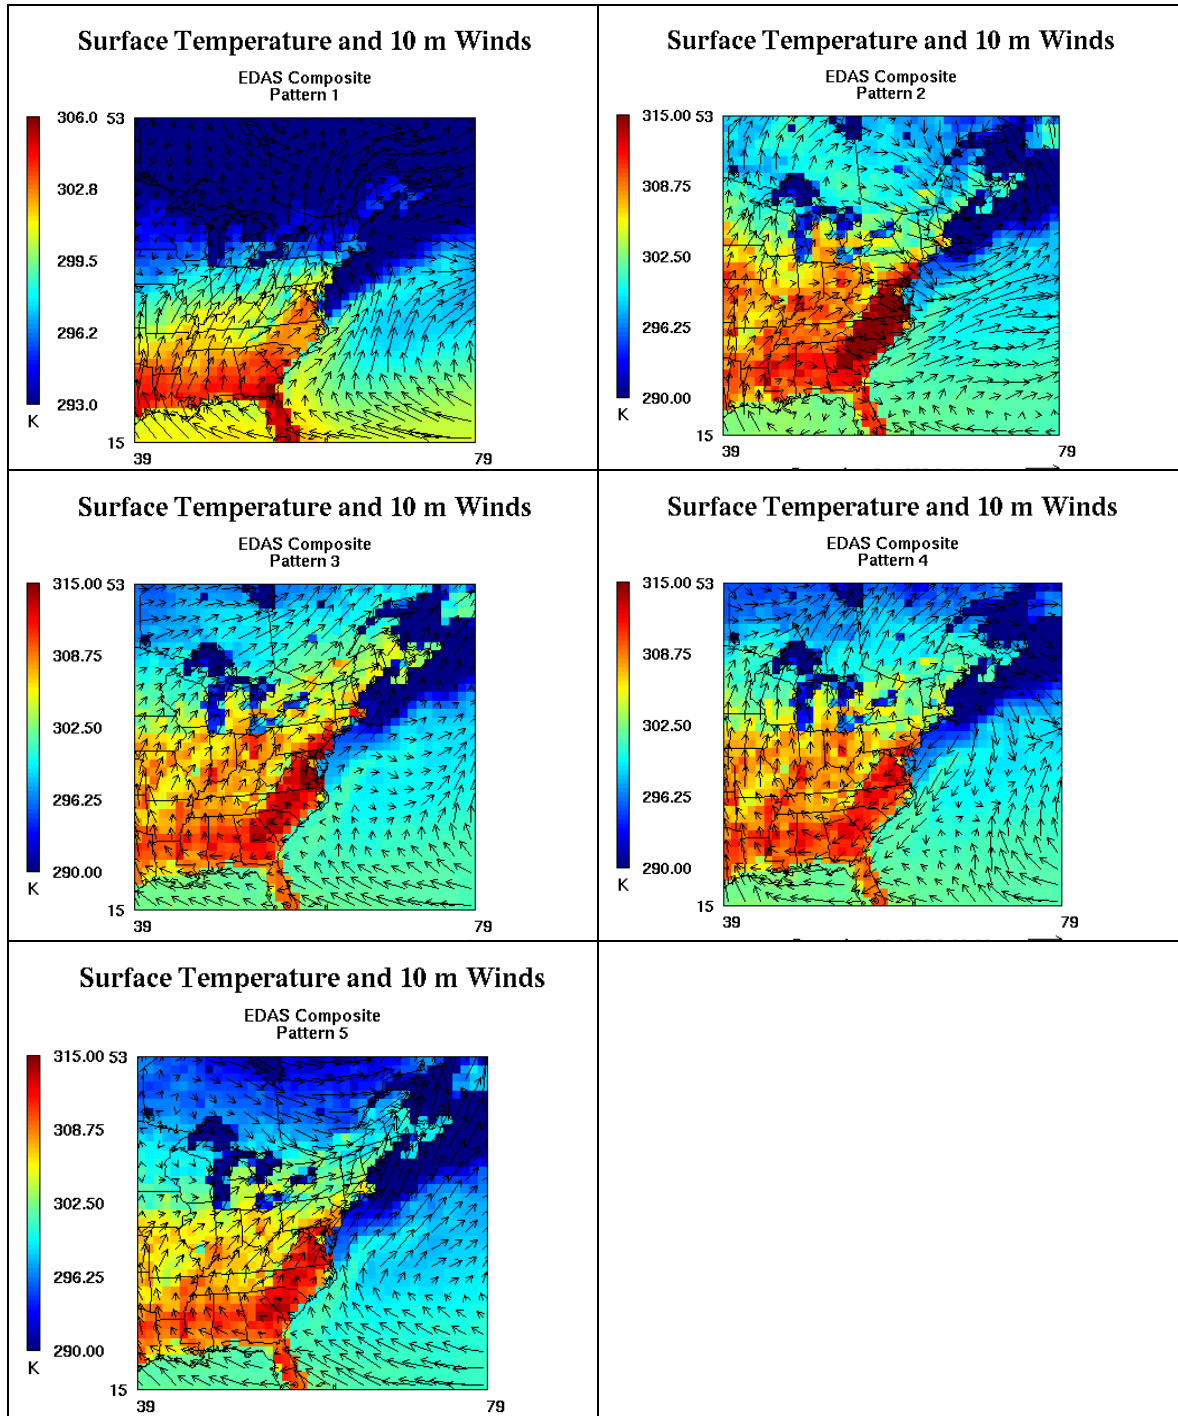 Surface Temperature and 10 m Winds
EDAS Composite
Pattern 1
306.0
302.8
299.5
296.2
293.0
K
53
15
39
79
Surface Temperature and 10 m Winds
EDAS Composite
Pattern 2
315.00
308.75
302.50
296.25
290.00
K
53
15
39
79
Surface Temperature and 10 m Winds
EDAS Composite
Pattern 3
315.00
308.75
302.50
296.25
290.00
K
53
15
39
79
Surface Temperature and 10 m Winds
EDAS Composite
Pattern 4
315.00
308.75
302.50
296.25
290.00
K
53
15
39
79
Surface Temperature and 10 m Winds
EDAS Composite
Pattern 5
315.00
308.75
302.50
296.25
290.00
K
53
15
39
79